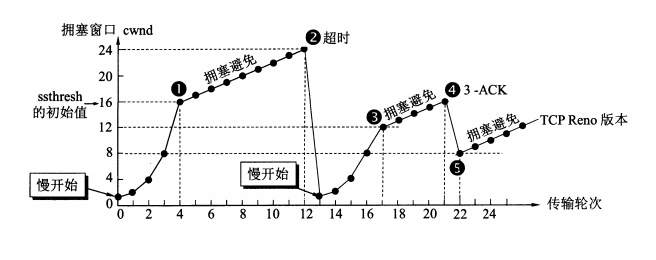 拥塞窗口 cwnd
❷ 超时
24
20
ssthresh
的初始值
16
12
8
4
0
❶
拥塞避免
❸
拥塞避免
❹ 3 -ACK
拥塞避免
TCP Reno 版本
❺
慢开始
慢开始
0 2 4 6 8 10 12 13 14 16 18 20 22 24
传输轮次